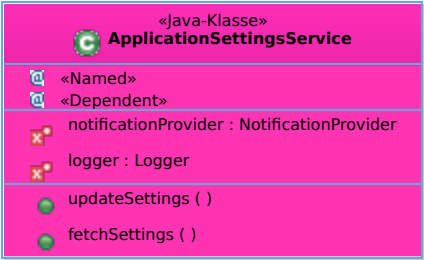 «Java-Klasse»
ApplicationSettingsService
«Named»
«Dependent»
notificationProvider : NotificationProvider
logger : Logger
updateSettings ( )
fetchSettings ( )